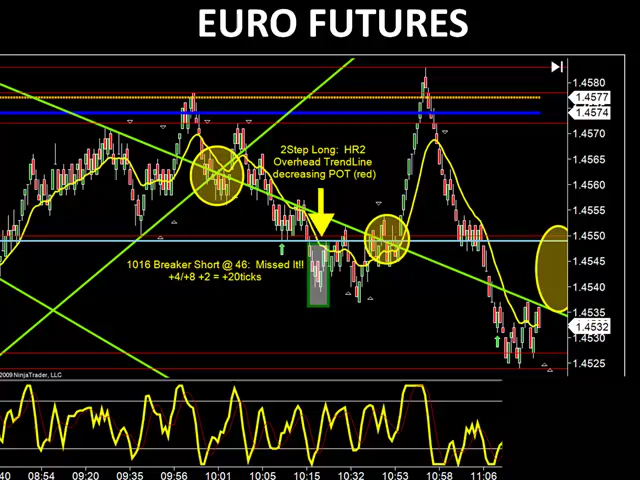 EURO FUTURES
1.4580
1.4577
1.4574
1.4570
1.4565
1.4560
1.4555
1.4550
1.4545
1.4540
1.4535
1.4532
1.4530
1.4525
2Step Long: HR2
Overhead TrendLine
decreasing POT (red)
1016 Breaker Short @ 46: Missed It!!
+4/+8 +2 = +20ticks
2009 NinjaTrader, LLC
:40 08:54 09:20 09:35 09:56 10:01 10:05 10:15 10:32 10:53 10:58 11:06